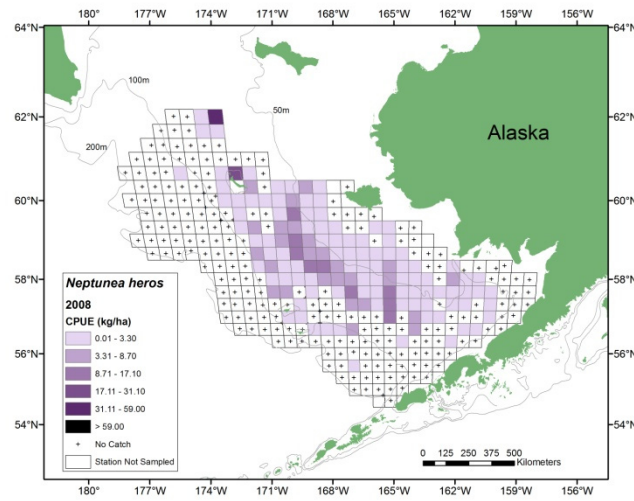 180° 177°W 174°W 171°W 168°W 165°W 162°W 159°W 156°W
64°N 64°N
100m
50m
62°N 62°N
200m
Alaska
60°N 60°N
58°N 58°N
Neptunea heros
2008
CPUE (kg/ha)
0.01 - 3.30
3.31 - 8.70
56°N 56°N
8.71 - 17.10
17.11 - 31.10
31.11 - 59.00
54°N 54°N
> 59.00
+ No Catch
Station Not Sampled
0 125 250 375 500
Kilometers
180° 177°W 174°W 171°W 168°W 165°W 162°W 159°W 156°W